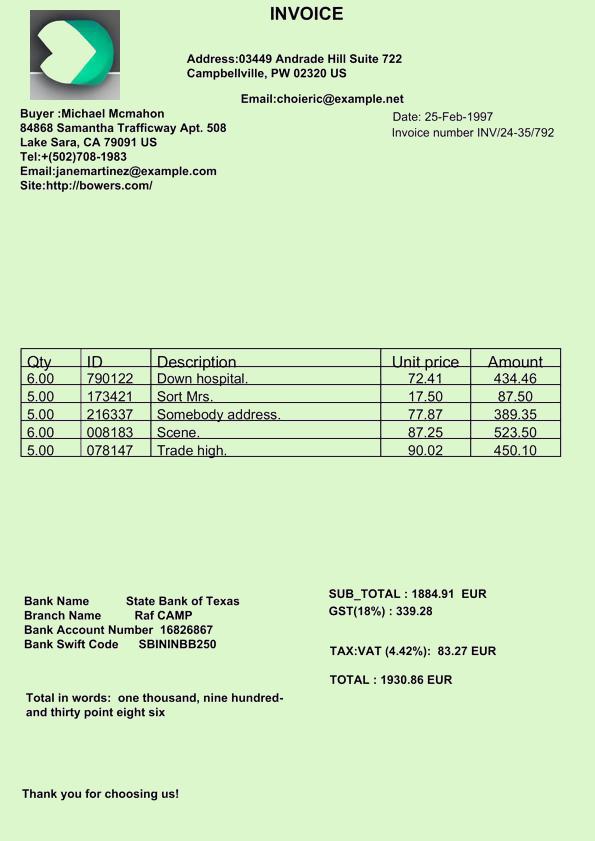 INVOICE
Address:03449 Andrade Hill Suite 722
Campbellville, PW 02320 US
Email:choieric@example.net
Buyer :Michael Mcmahon
84868 Samantha Trafficway Apt. 508
Lake Sara, CA 79091 US
Tel:+(502)708-1983
Email:janemartinez@example.com
Site:http://bowers.com/
Date: 25-Feb-1997
Invoice number INV/24-35/792
Qty ID Description Unit price Amount
6.00 790122 Down hospital. 72.41 434.46
5.00 173421 Sort Mrs. 17.50 87.50
5.00 216337 Somebody address. 77.87 389.35
6.00 008183 Scene. 87.25 523.50
5.00 078147 Trade high. 90.02 450.10
Bank Name State Bank of Texas
Branch Name Raf CAMP
Bank Account Number 16826867
Bank Swift Code SBININBB250
SUB_TOTAL : 1884.91 EUR
GST(18%) : 339.28
TAX:VAT (4.42%): 83.27 EUR
TOTAL : 1930.86 EUR
Total in words: one thousand, nine hundred-
and thirty point eight six
Thank you for choosing us!